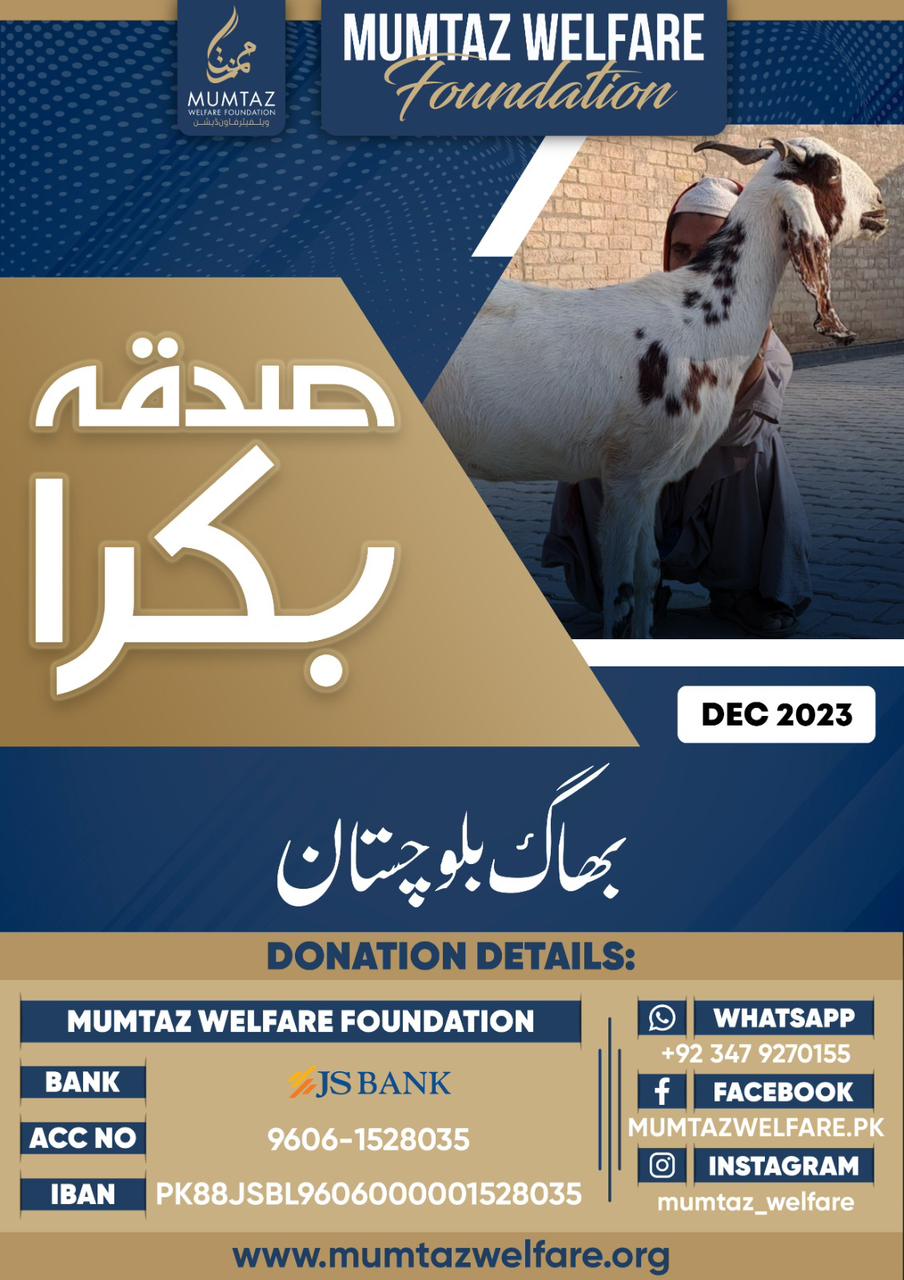 MUMTAZ
WELFARE FOUNDATION
ویلفیئر فاؤنڈیشن
MUMTAZ WELFARE
Foundation
صدقہ
بکرا
DEC 2023
بھاگ بلوچستان
DONATION DETAILS:
MUMTAZ WELFARE FOUNDATION
BANK
JS BANK
ACC NO
9606-1528035
IBAN
PK88JSBL9606000001528035
WHATSAPP
+92 347 9270155
FACEBOOK
MUMTAZWELFARE.PK
INSTAGRAM
mumtaz_welfare
www.mumtazwelfare.org